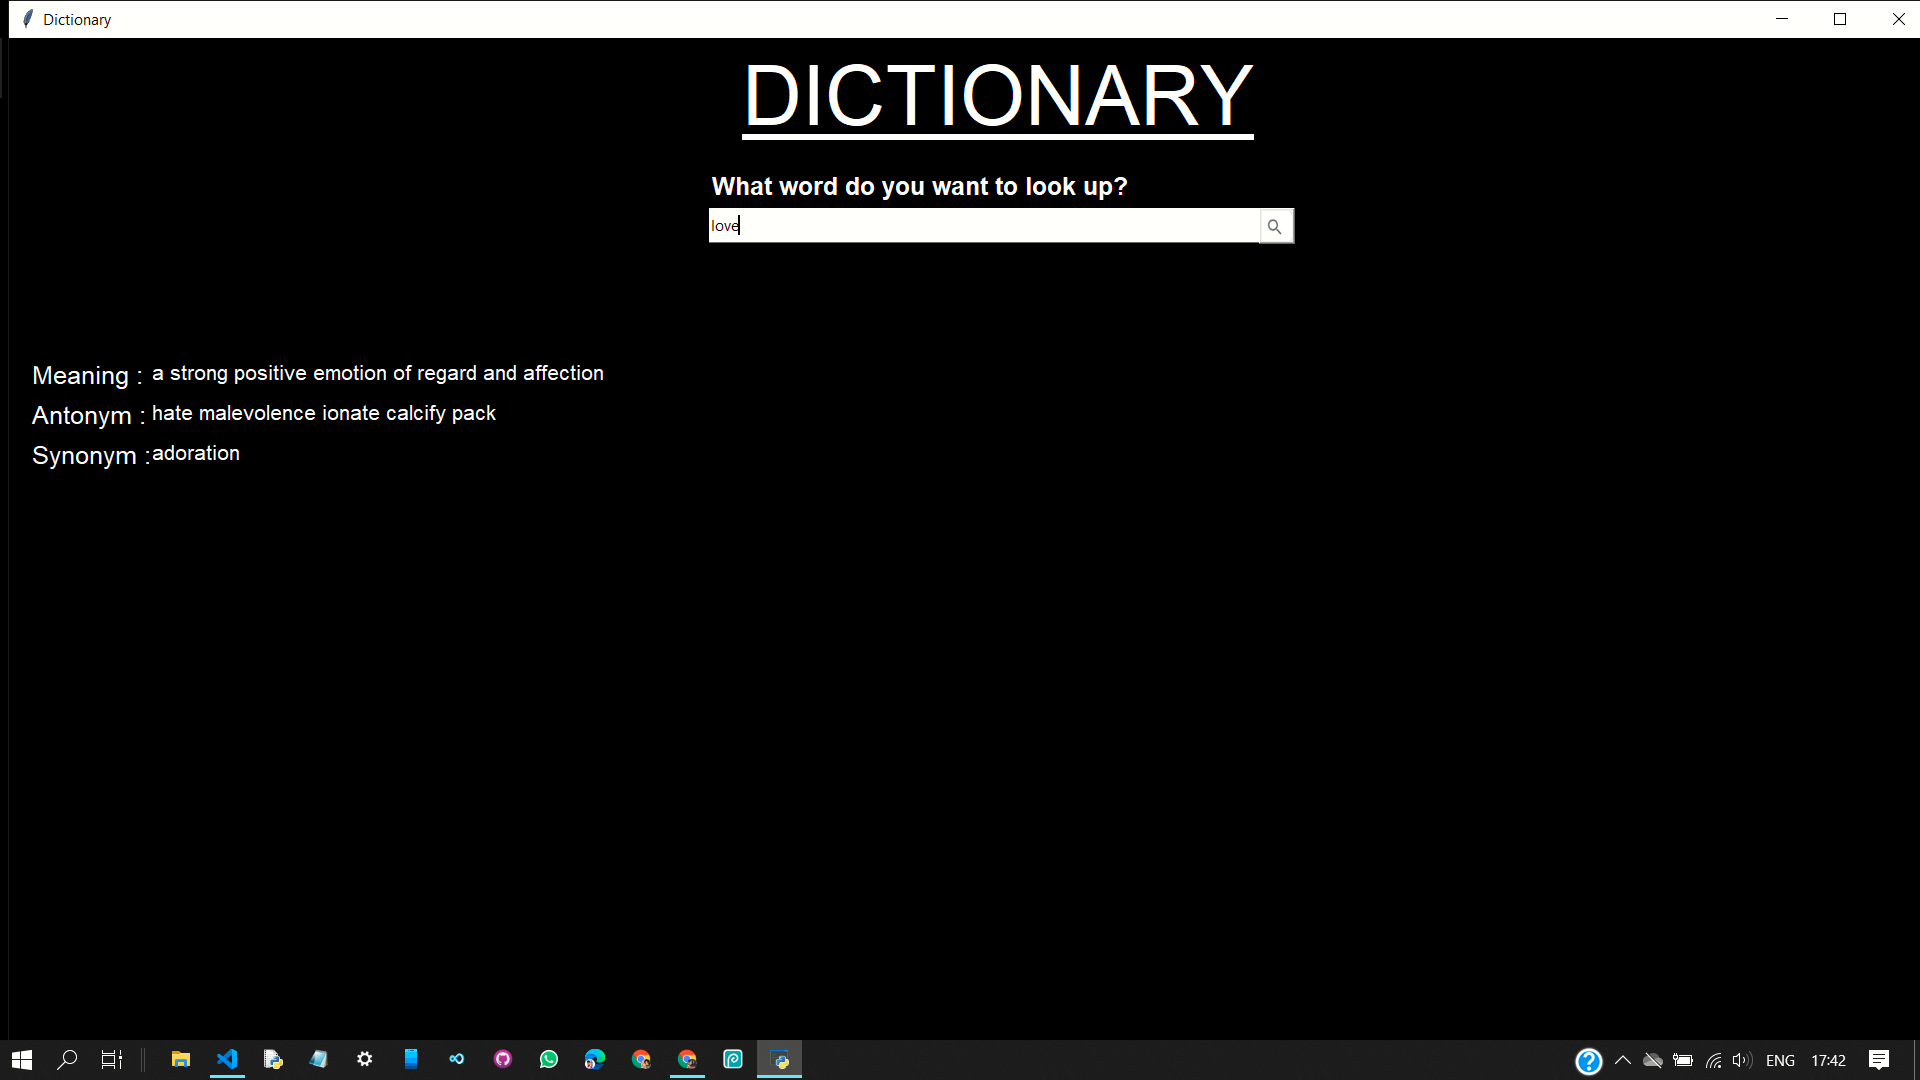 Dictionary
DICTIONARY
What word do you want to look up?
love
Meaning : a strong positive emotion of regard and affection
Antonym : hate malevolence ionate calcify pack
Synonym : adoration
ENG 17:42